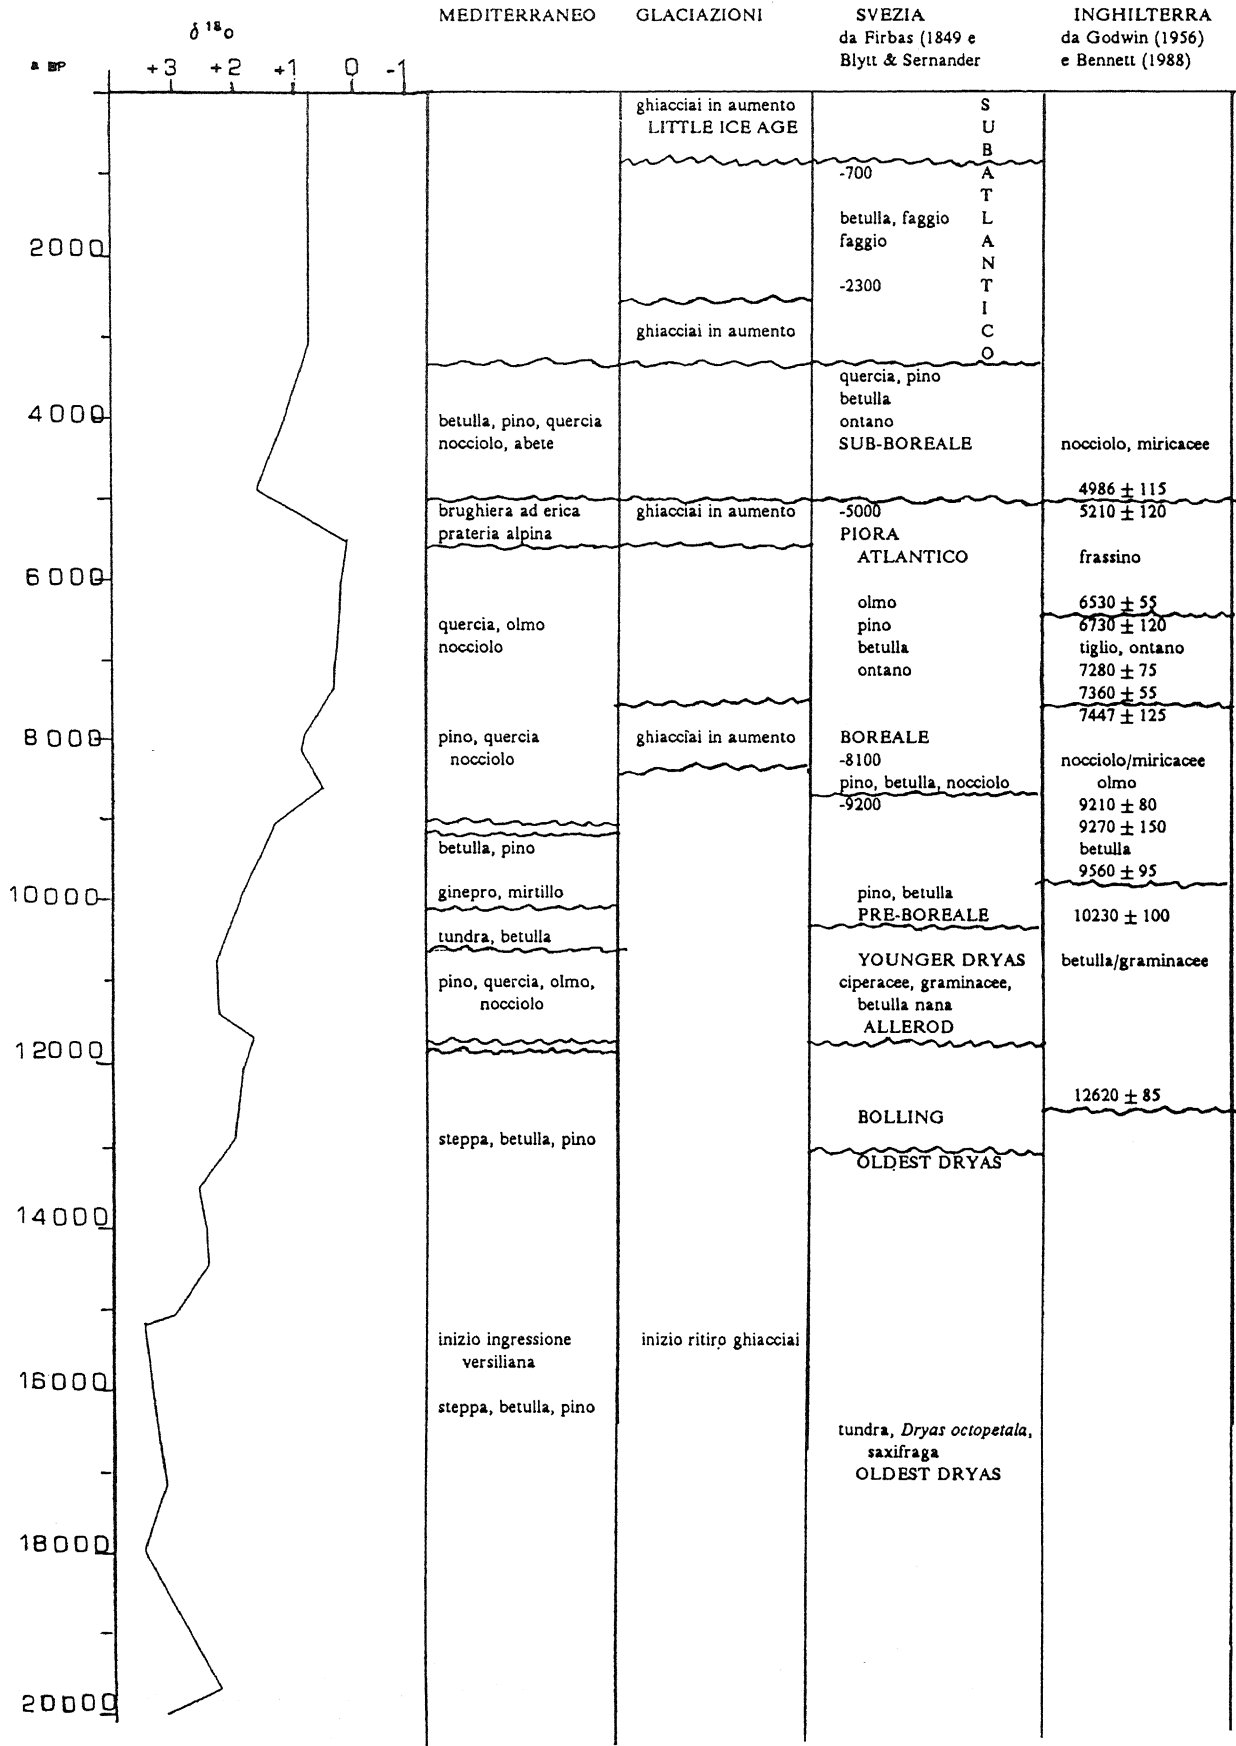 MEDITERRANEO GLACIAZIONI SVEZIA INGHILTERRA
δ 18o da Firbas (1849 e da Godwin (1956)
a BP +3 +2 +1 0 -1 Blytt & Sernander e Bennett (1988)
ghiacciai in aumento S
LITTLE ICE AGE U
B
-700 A
T
betulla, faggio L
2000 faggio A
N
-2300 T
I
ghiacciai in aumento C
O
quercia, pino
betulla
4000 betulla, pino, quercia ontano
nocciolo, abete SUB-BOREALE nocciolo, miricacee
4986 ± 115
brughiera ad erica ghiacciai in aumento -5000 5210 ± 120
prateria alpina PIORA
6000 ATLANTICO frassino
olmo 6530 ± 55
quercia, olmo pino 6730 ± 120
nocciolo betulla tiglio, ontano
ontano 7280 ± 75
7360 ± 55
7447 ± 125
8000 pino, quercia ghiacciai in aumento BOREALE
nocciolo -8100 nocciolo/miricacee
pino, betulla, nocciolo olmo
-9200 9210 ± 80
9270 ± 150
betulla, pino betulla
9560 ± 95
10000 ginepro, mirtillo pino, betulla
PRE-BOREALE 10230 ± 100
tundra, betulla
YOUNGER DRYAS betulla/graminacee
pino, quercia, olmo, ciperacee, graminacee,
nocciolo betulla nana
ALLEROD
12000
12620 ± 85
BOLLING
steppa, betulla, pino
OLDEST DRYAS
14000
inizio ingressione inizio ritiro ghiacciai
versiliana
16000
steppa, betulla, pino
tundra, Dryas octopetala,
saxifraga
OLDEST DRYAS
18000
20000